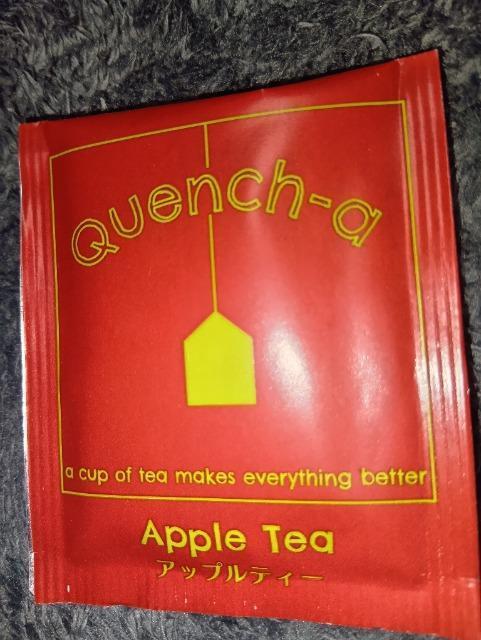 Quench-a
a cup of tea makes everything better
Apple Tea
アップルティー